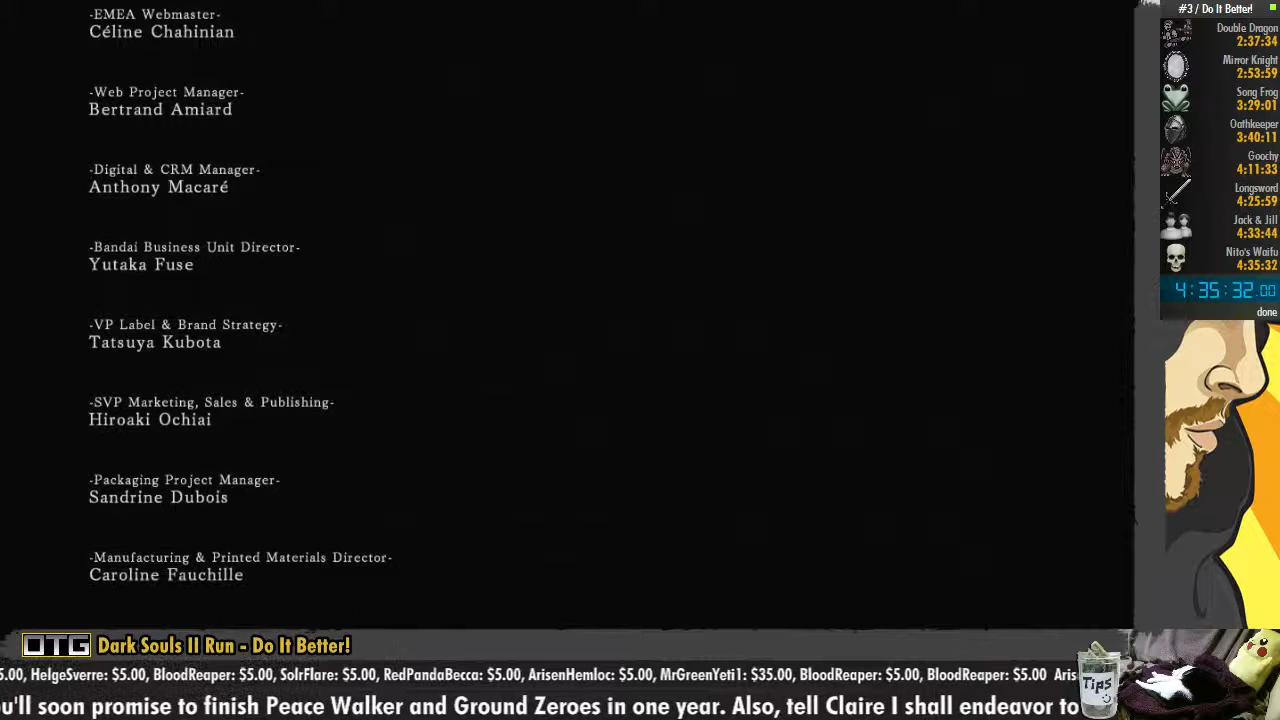 -EMEA Webmaster-
Céline Chahinian
-Web Project Manager-
Bertrand Amiard
-Digital & CRM Manager-
Anthony Macaré
-Bandai Business Unit Director-
Yutaka Fuse
-VP Label & Brand Strategy-
Tatsuya Kubota
-SVP Marketing, Sales & Publishing-
Hiroaki Ochiai
-Packaging Project Manager-
Sandrine Dubois
-Manufacturing & Printed Materials Director-
Caroline Fauchille
#3 / Do It Better!
Double Dragon
2:37:34
Mirror Knight
2:53:59
Song Frog
3:29:01
Oathkeeper
3:40:11
Goochy
4:11:33
Longsword
4:25:59
Jack & Jill
4:33:44
Nito's Waifu
4:35:32
4:35:32.00
done
OTG Dark Souls II Run - Do It Better!
5.00, HelgeSverre: $5.00, BloodReaper: $5.00, SolrFlare: $5.00, RedPandaBecca: $5.00, ArisenHemloc: $5.00, MrGreenYeti1: $35.00, BloodReaper: $5.00, BloodReaper: $5.00 Aris
u'll soon promise to finish Peace Walker and Ground Zeroes in one year. Also, tell Claire I shall endeavor to
Tips